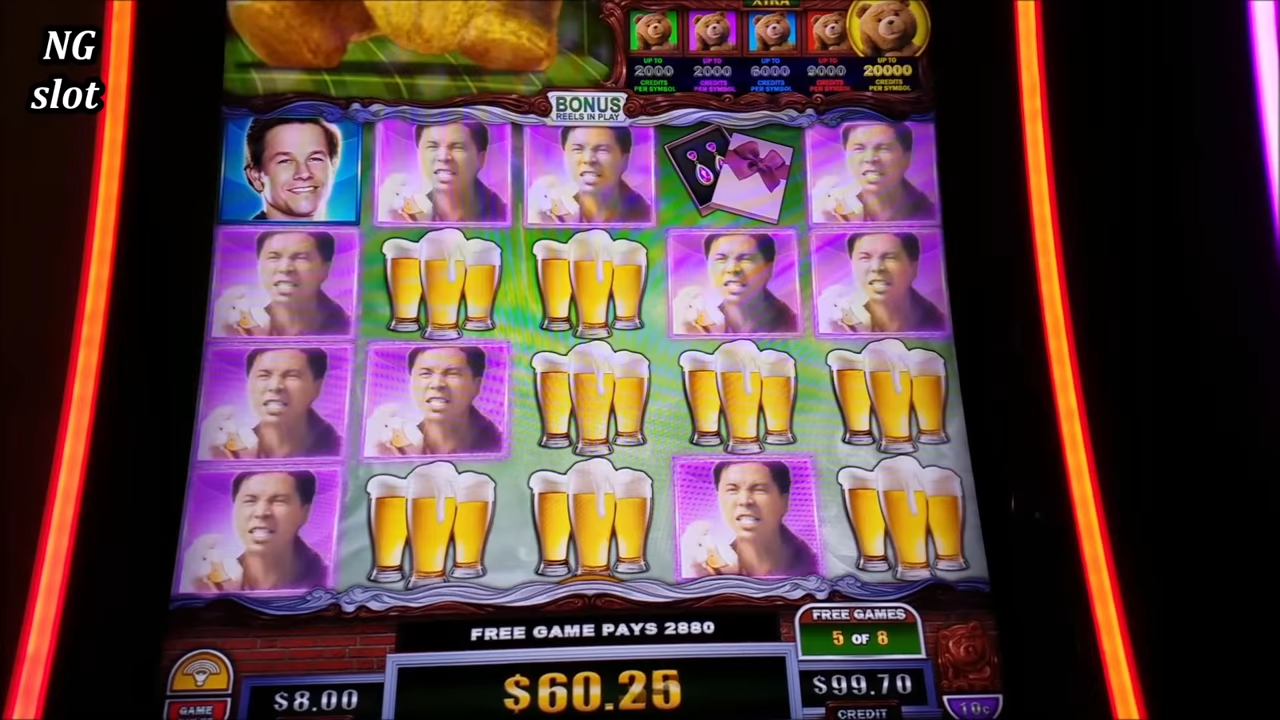 NG
slot
XTRA
UP TO
2000
CREDITS
PER SYMBOL
UP TO
2000
CREDITS
PER SYMBOL
UP TO
6000
CREDITS
PER SYMBOL
UP TO
9000
CREDITS
PER SYMBOL
UP TO
20000
CREDITS
PER SYMBOL
BONUS
REELS IN PLAY
FREE GAME PAYS 2880
FREE GAMES
5 OF 8
$8.00
$60.25
$99.70
GAME
CREDIT
10¢